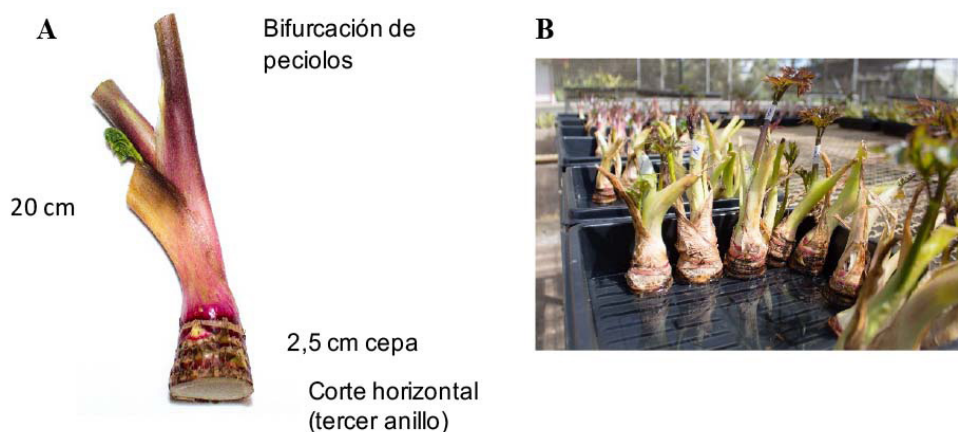 A
Bifurcación de
peciolos
20 cm
2,5 cm cepa
Corte horizontal
(tercer anillo)
B